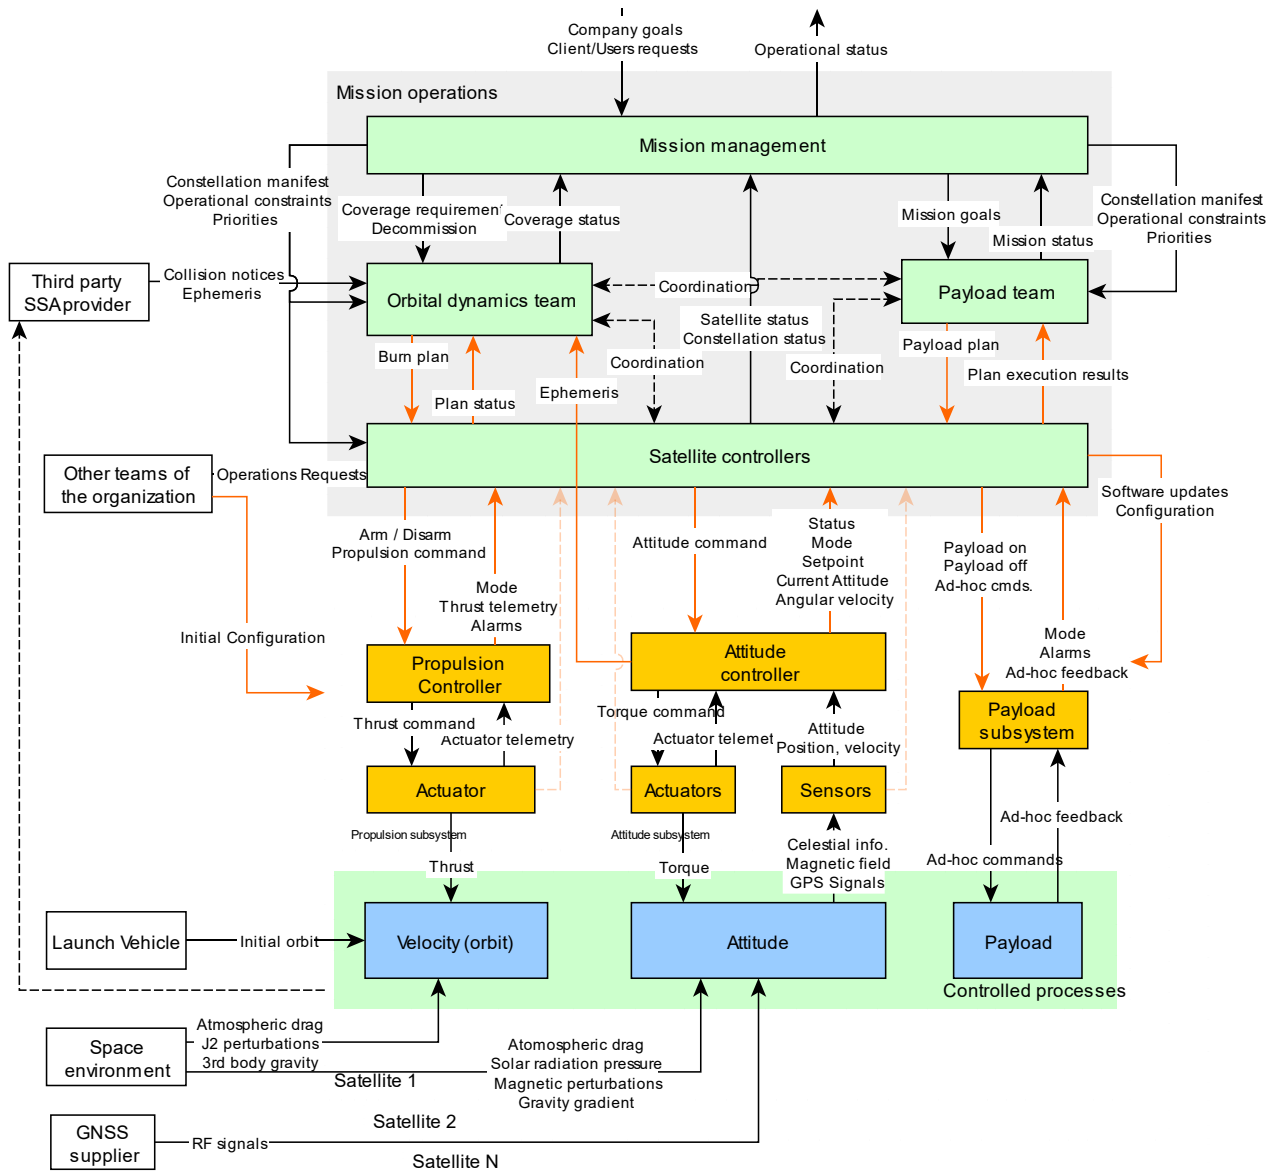 Company goals
Client/Users requests
Operational status
Mission operations
Mission management
Constellation manifest
Operational constraints
Priorities
Coverage requirement
Decommission
Coverage status
Mission goals
Mission status
Constellation manifest
Operational constraints
Priorities
Third party
SSA provider
Collision notices
Ephemeris
Orbital dynamics team
Coordination
Payload team
Satellite status
Constellation status
Burn plan
Plan status
Coordination
Ephemeris
Coordination
Payload plan
Plan execution results
Satellite controllers
Other teams of
the organization
Operations Requests
Software updates
Configuration
Arm / Disarm
Propulsion command
Attitude command
Status
Mode
Setpoint
Current Attitude
Angular velocity
Payload on
Payload off
Ad-hoc cmds.
Mode
Thrust telemetry
Alarms
Initial Configuration
Mode
Alarms
Ad-hoc feedback
Propulsion
Controller
Attitude
controller
Payload
subsystem
Thrust command
Actuator telemetry
Torque command
Actuator telemet
Attitude
Position, velocity
Actuator
Actuators
Sensors
Propulsion subsystem
Attitude subsystem
Ad-hoc feedback
Thrust
Torque
Celestial info.
Magnetic field
GPS Signals
Ad-hoc commands
Launch Vehicle
Initial orbit
Velocity (orbit)
Attitude
Payload
Controlled processes
Space
environment
Atmospheric drag
J2 perturbations
3rd body gravity
Atomospheric drag
Solar radiation pressure
Magnetic perturbations
Gravity gradient
Satellite 1
Satellite 2
GNSS
supplier
RF signals
Satellite N